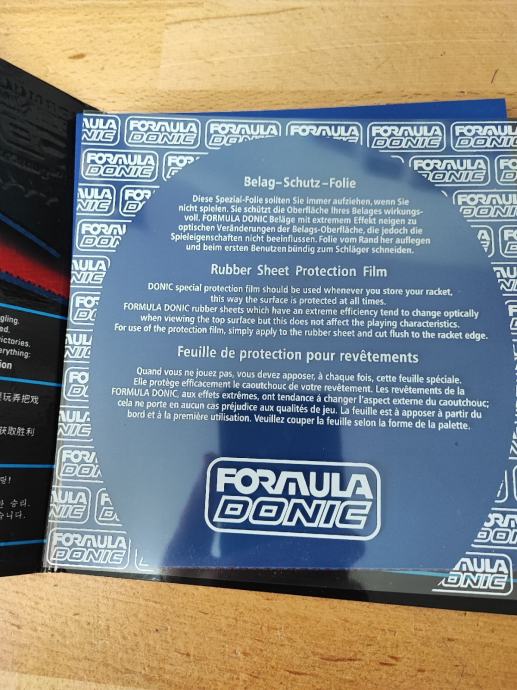 FORMULA DONIC
Belag-Schutz-Folie
Diese Spezial-Folie sollten Sie immer aufziehen, wenn Sie
nicht spielen. Sie schützt die Oberfläche Ihres Belages wirkungs-
voll. FORMULA DONIC Beläge mit extremem Effekt neigen zu
optischen Veränderungen der Belags-Oberfläche, die jedoch die
Spieleigenschaften nicht beeinflussen. Folie vom Rand her auflegen
und beim ersten Benutzen bündig zum Schläger schneiden.
Rubber Sheet Protection Film
DONIC special protection film should be used whenever you store your racket,
this way the surface is protected at all times.
FORMULA DONIC rubber sheets which have an extreme efficiency tend to change optically
when viewing the top surface but this does not affect the playing characteristics.
For use of the protection film, simply apply to the rubber sheet and cut flush to the racket edge.
Feuille de protection pour revêtements
Quand vous ne jouez pas, vous devez apposer, à chaque fois, cette feuille spéciale.
Elle protège efficacement le caoutchouc de votre revêtement. Les revêtements de la
FORMULA DONIC, aux effets extrêmes, ont tendance à changer l'aspect externe du caoutchouc;
cela ne porte en aucun cas préjudice aux qualités de jeu. La feuille est à apposer à partir du
bord et à la première utilisation. Veuillez couper la feuille selon la forme de la palette.
FORMULA
DONIC